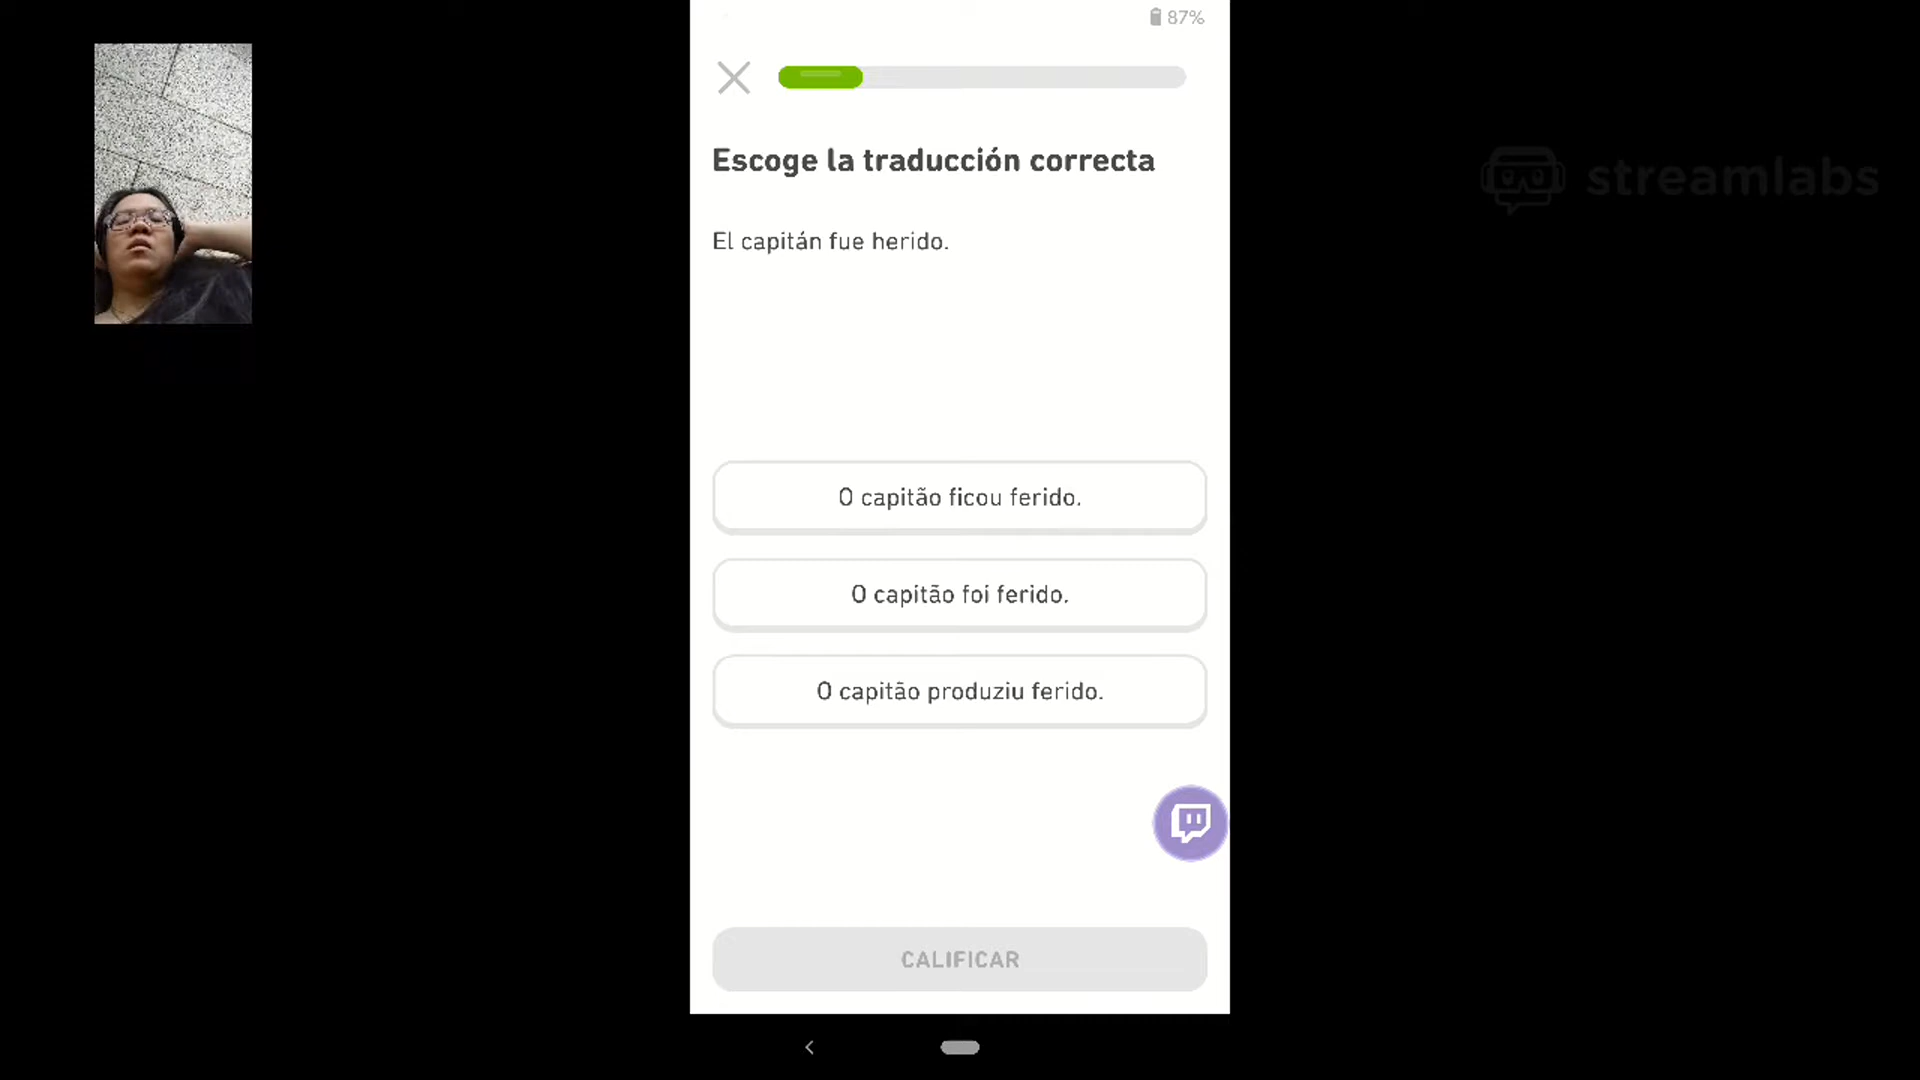 87%
Escoge la traducción correcta
streamlabs
El capitán fue herido.
O capitão ficou ferido.
O capitão foi ferido.
O capitão produziu ferido.
CALIFICAR